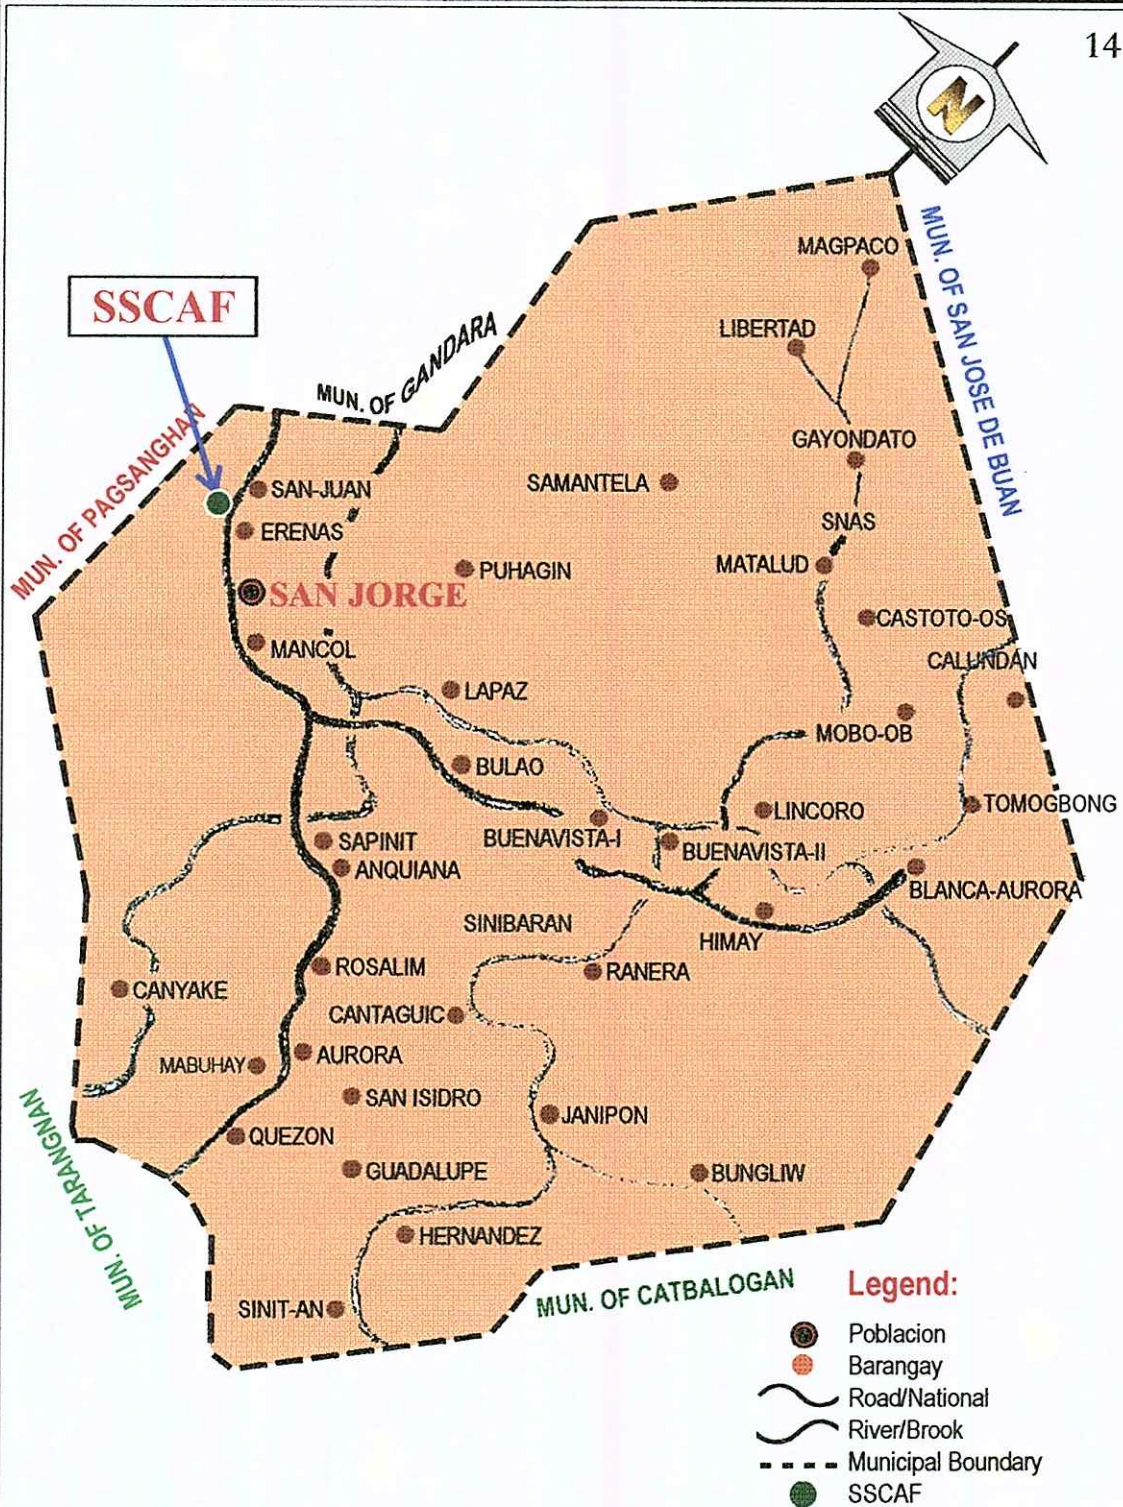 14
N
MAGPACO
MUN. OF SAN JOSE DE BUAN
SSCAF
LIBERTAD
MUN. OF GANDARA
MUN. OF PAGSANGHAN
GAYONDATO
SAMANTELA
SAN-JUAN
SNAS
ERENAS
PUHAGIN
MATALUD
SAN JORGE
CASTOTO-OS
MANCOL
CALUNDAN
LAPAZ
MOBO-OB
BULAO
TOMOGBONG
LINCORO
SAPINIT
BUENAVISTA-I
BUENAVISTA-II
ANQUIANA
BLANCA-AURORA
SINIBARAN
HIMAY
ROSALIM
RANERA
CANYAKE
CANTAGUIC
AURORA
MABUHAY
SAN ISIDRO
JANIPON
QUEZON
GUADALUPE
BUNGLIW
MUN. OF TARANGNAN
HERNANDEZ
MUN. OF CATBALOGAN
SINIT-AN
Legend:
Poblacion
Barangay
Road/National
River/Brook
Municipal Boundary
SSCAF